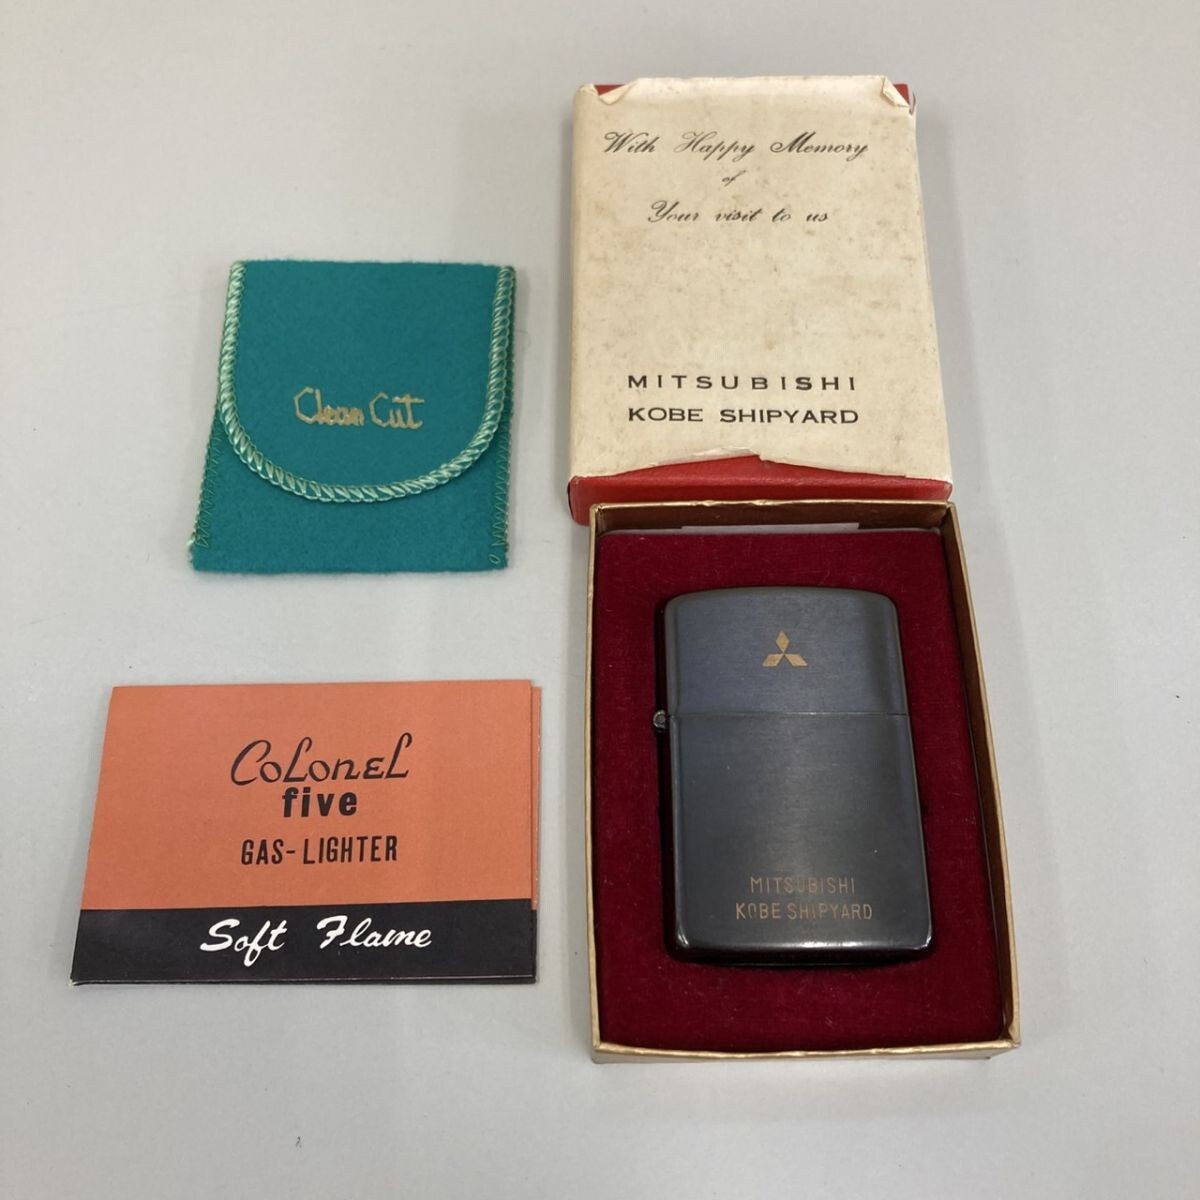 With Happy Memory
of
Your visit to us
MITSUBISHI
KOBE SHIPYARD
Clean Cut
MITSUBISHI
KOBE SHIPYARD
Colonel
five
GAS-LIGHTER
Soft Flame